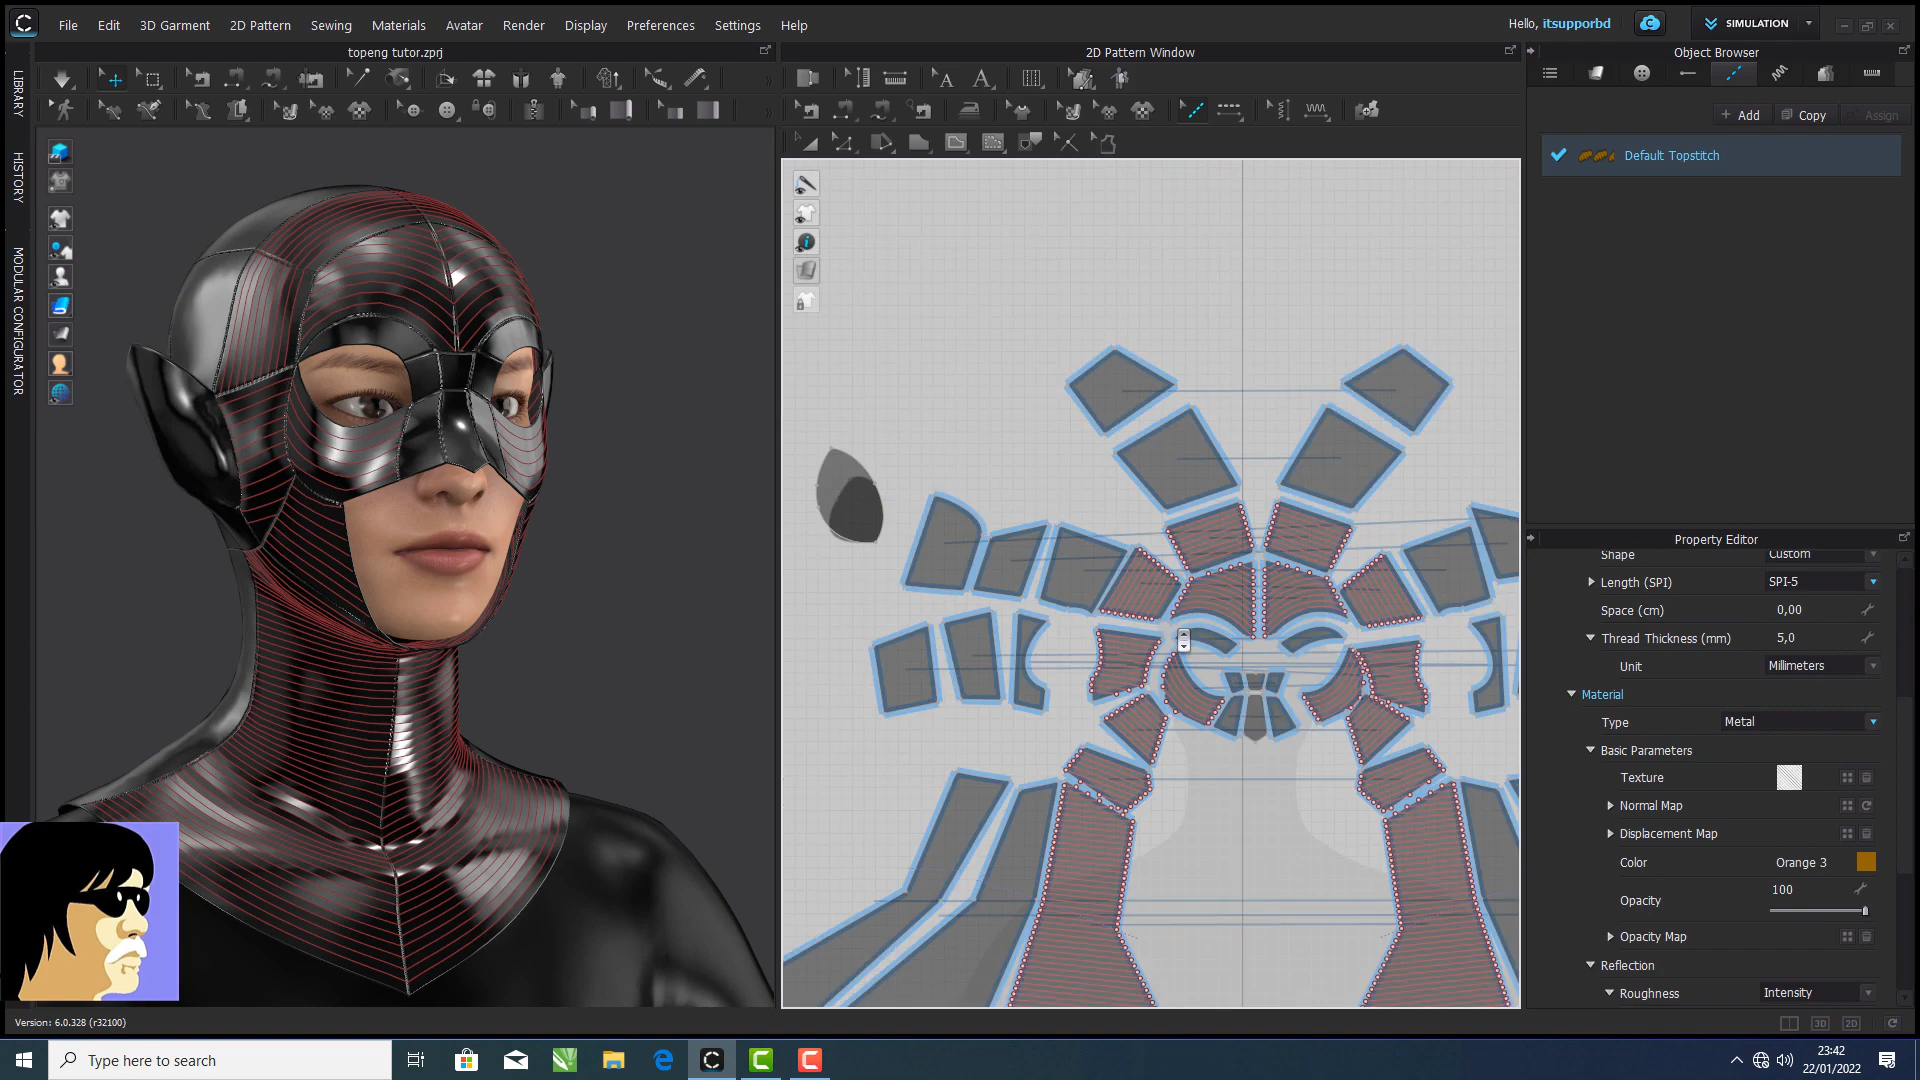 File Edit 3D Garment 2D Pattern Sewing Materials Avatar Render Display Preferences Settings Help
Hello, itsupporbd
SIMULATION
topeng tutor.zprj
2D Pattern Window
Object Browser
LIBRARY
HISTORY
MODULAR CONFIGURATOR
+ Add
Copy
Assign
Default Topstitch
Property Editor
Shape Custom
Length (SPI) SPI-5
Space (cm) 0,00
Thread Thickness (mm) 5,0
Unit Millimeters
Material
Type Metal
Basic Parameters
Texture
Normal Map
Displacement Map
Color Orange 3
Opacity 100
Opacity Map
Reflection
Roughness Intensity
Version: 6.0.328 (r32100)
3D
2D
Type here to search
23:42
22/01/2022